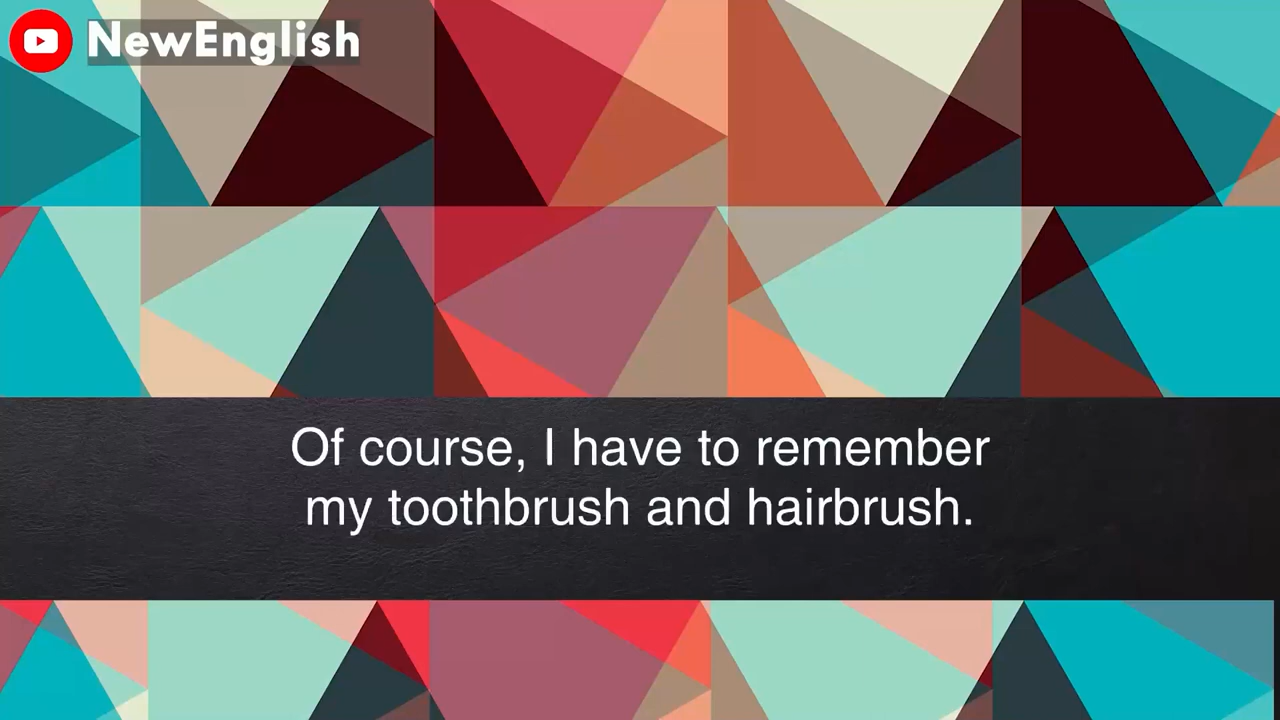 NewEnglish
Of course, I have to remember
my toothbrush and hairbrush.